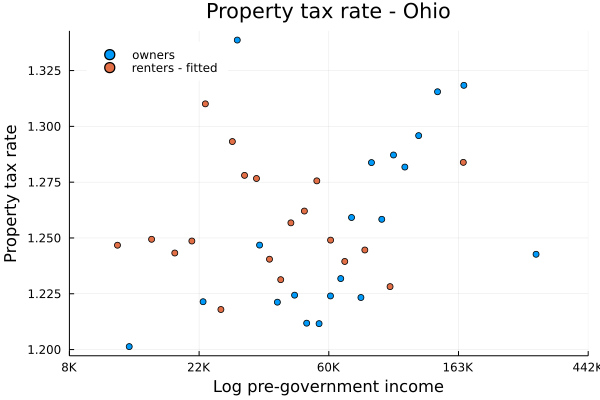 Property tax rate - Ohio
owners
renters - fitted
Property tax rate
1.325
1.300
1.275
1.250
1.225
1.200
8K 22K 60K 163K 442K
Log pre-government income